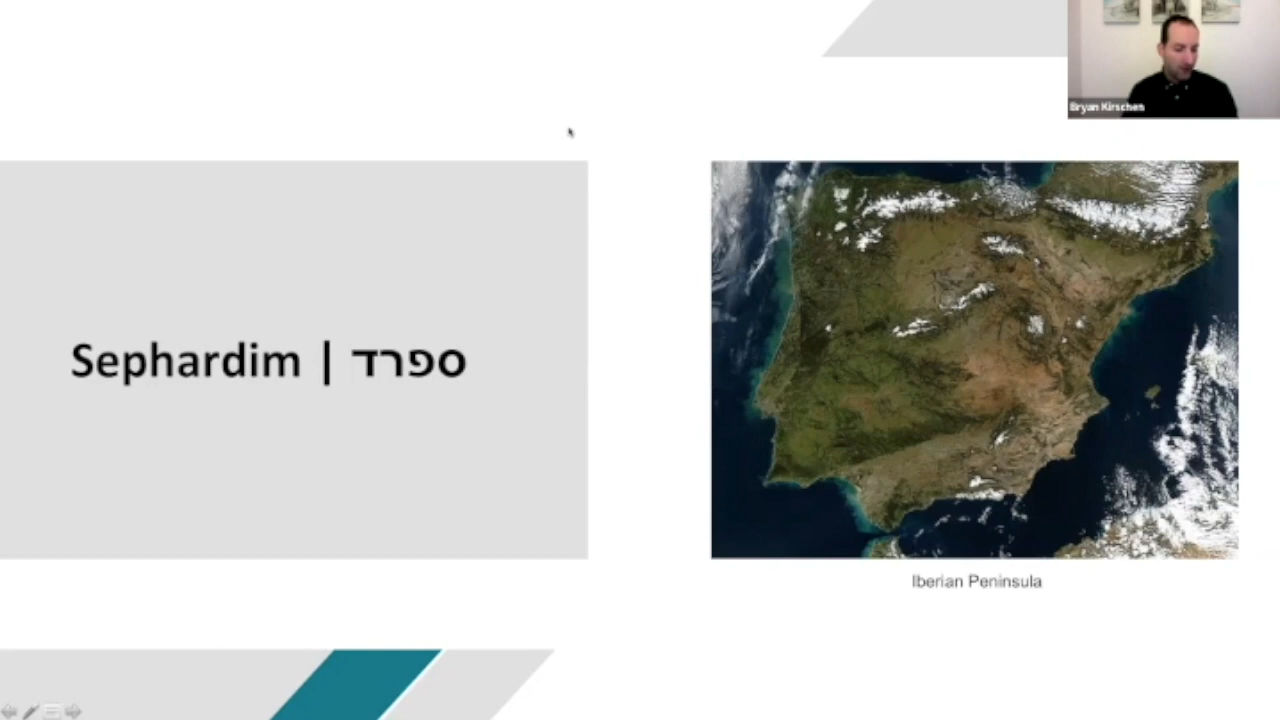 Bryan Kirschen
Sephardim | ספרד
Iberian Peninsula